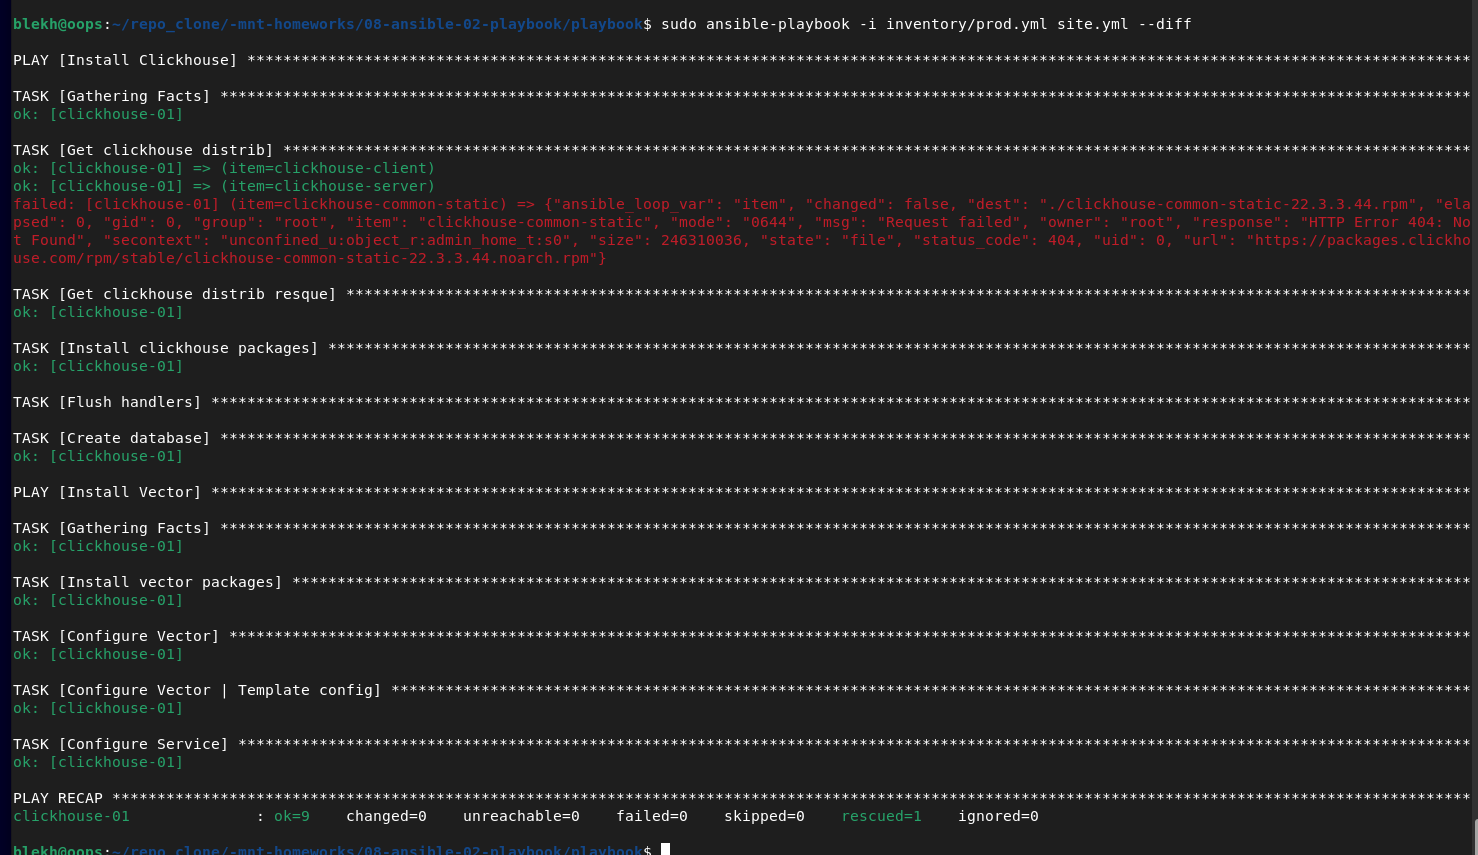 blekh@oops:~/repo_clone/-mnt-homeworks/08-ansible-02-playbook/playbook$ sudo ansible-playbook -i inventory/prod.yml site.yml --diff
PLAY [Install Clickhouse] ****************************************************************************************************************************************
TASK [Gathering Facts] *******************************************************************************************************************************************
ok: [clickhouse-01]
TASK [Get clickhouse distrib] ************************************************************************************************************************************
ok: [clickhouse-01] => (item=clickhouse-client)
ok: [clickhouse-01] => (item=clickhouse-server)
failed: [clickhouse-01] (item=clickhouse-common-static) => {"ansible_loop_var": "item", "changed": false, "dest": "./clickhouse-common-static-22.3.3.44.rpm", "ela
psed": 0, "gid": 0, "group": "root", "item": "clickhouse-common-static", "mode": "0644", "msg": "Request failed", "owner": "root", "response": "HTTP Error 404: No
t Found", "secontext": "unconfined_u:object_r:admin_home_t:s0", "size": 246310036, "state": "file", "status_code": 404, "uid": 0, "url": "https://packages.clickho
use.com/rpm/stable/clickhouse-common-static-22.3.3.44.noarch.rpm"}
TASK [Get clickhouse distrib resque] *****************************************************************************************************************************
ok: [clickhouse-01]
TASK [Install clickhouse packages] *******************************************************************************************************************************
ok: [clickhouse-01]
TASK [Flush handlers] ********************************************************************************************************************************************
TASK [Create database] *******************************************************************************************************************************************
ok: [clickhouse-01]
PLAY [Install Vector] ********************************************************************************************************************************************
TASK [Gathering Facts] *******************************************************************************************************************************************
ok: [clickhouse-01]
TASK [Install vector packages] ***********************************************************************************************************************************
ok: [clickhouse-01]
TASK [Configure Vector] ******************************************************************************************************************************************
ok: [clickhouse-01]
TASK [Configure Vector | Template config] ************************************************************************************************************************
ok: [clickhouse-01]
TASK [Configure Service] *****************************************************************************************************************************************
ok: [clickhouse-01]
PLAY RECAP *******************************************************************************************************************************************************
clickhouse-01              : ok=9    changed=0    unreachable=0    failed=0    skipped=0    rescued=1    ignored=0
blekh@oops:~/repo_clone/-mnt-homeworks/08-ansible-02-playbook/playbook$